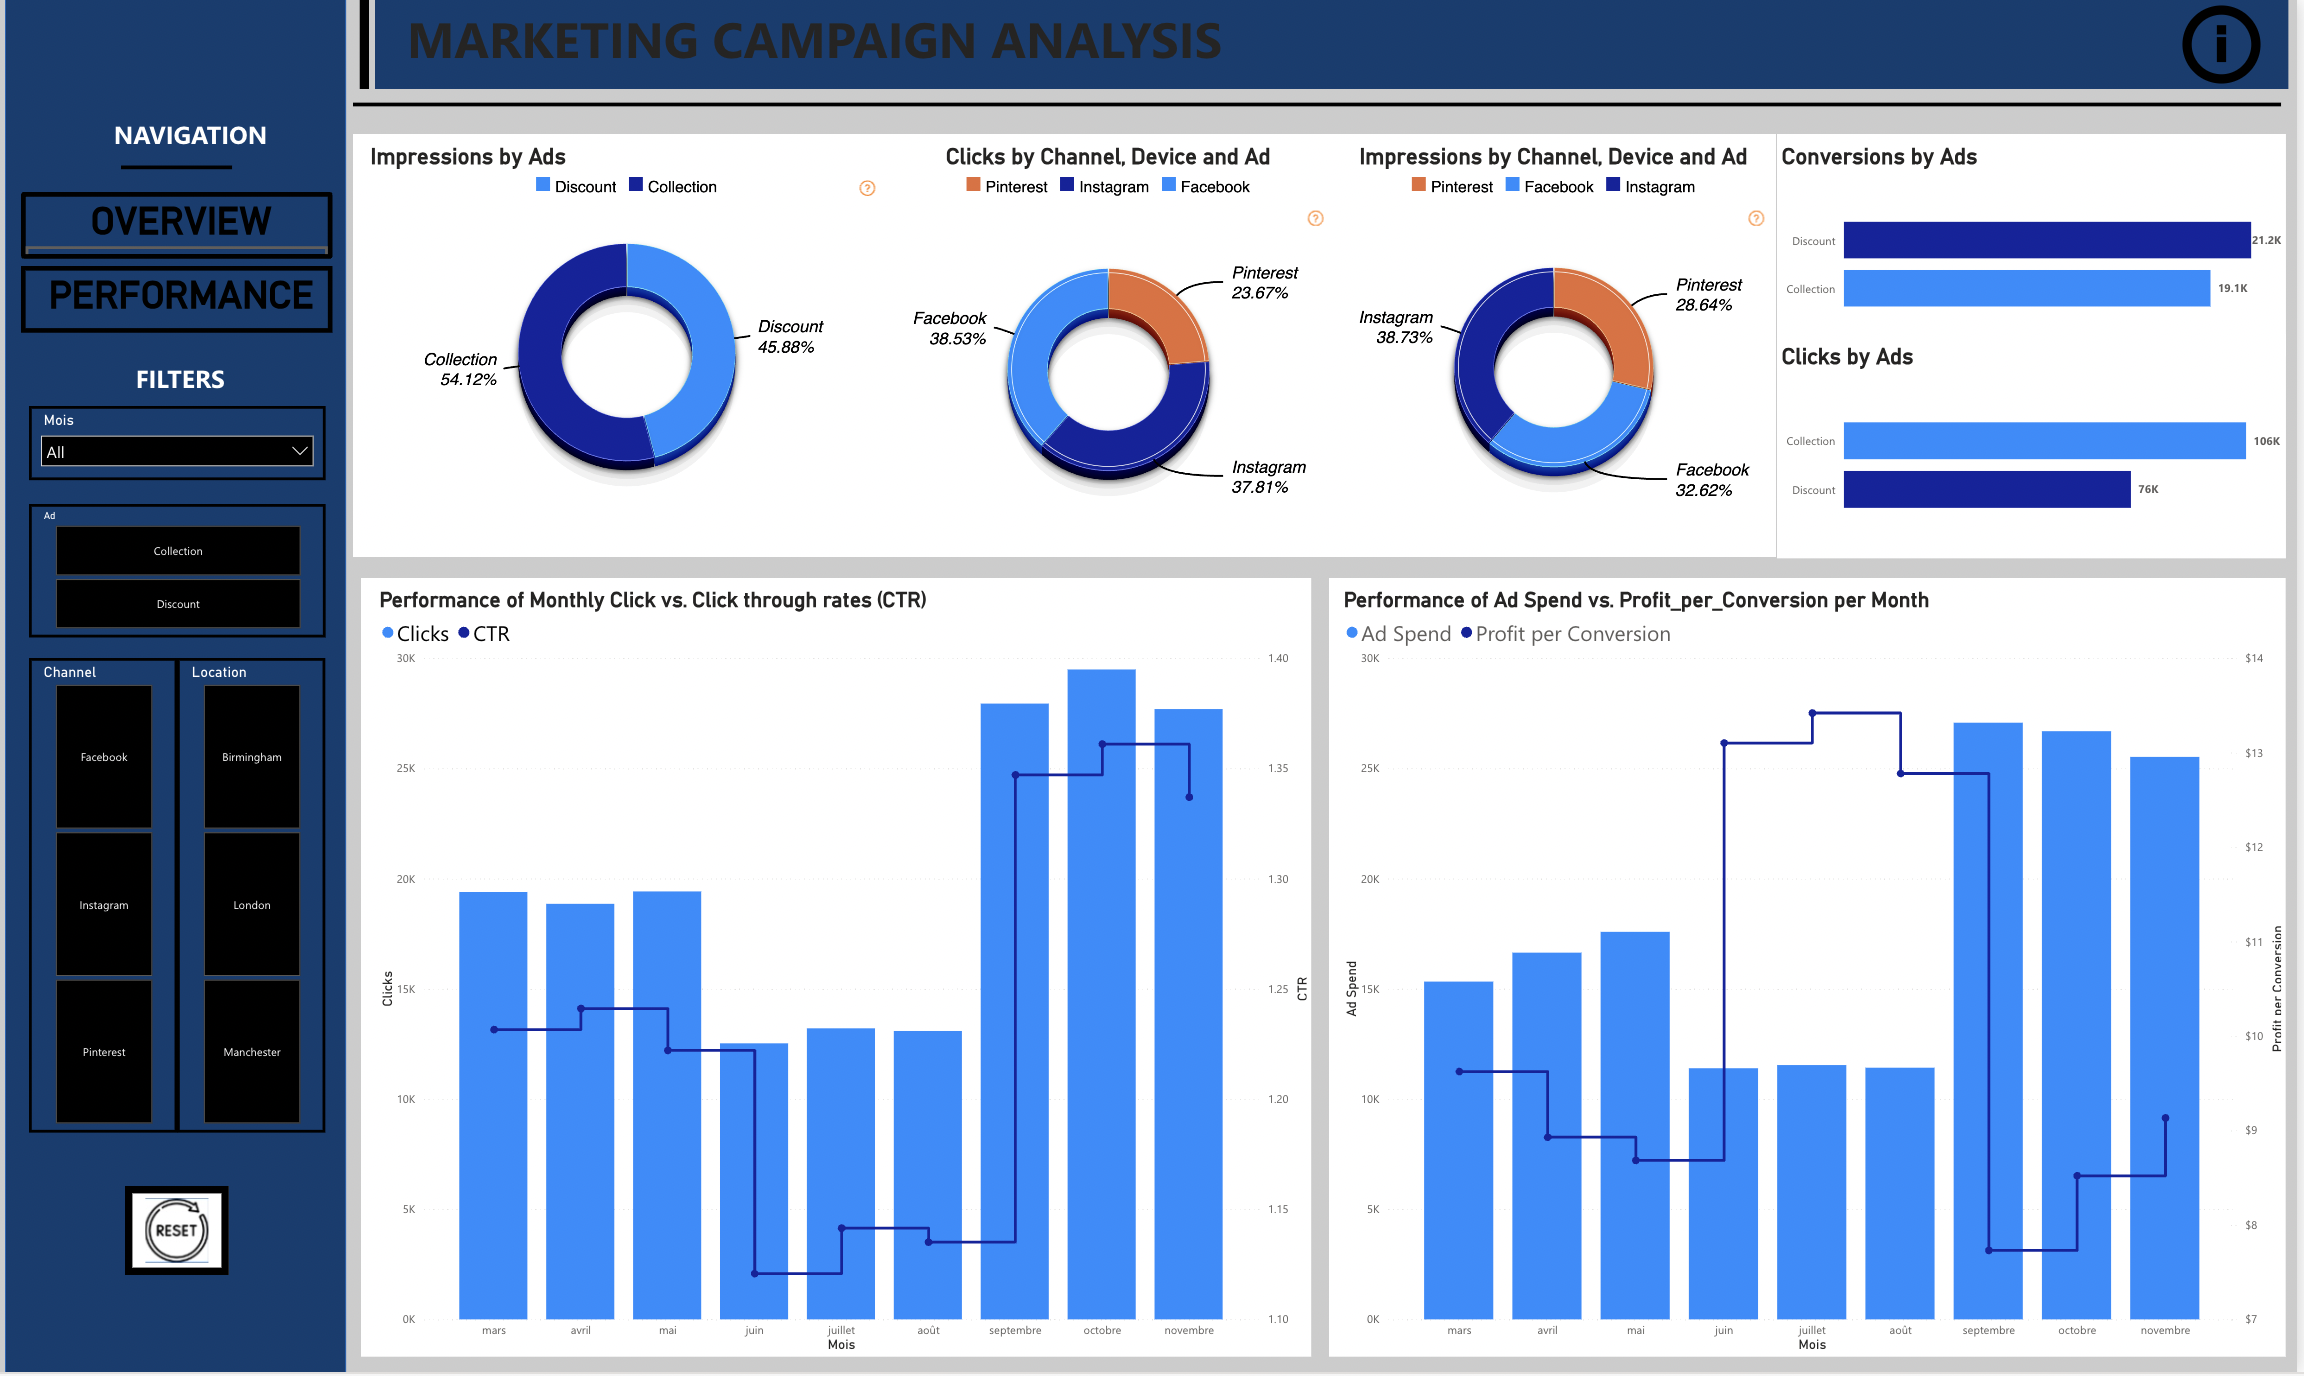 MARKETING CAMPAIGN ANALYSIS
i
NAVIGATION
OVERVIEW
PERFORMANCE
FILTERS
Mois
All
Ad
Collection
Discount
Channel
Facebook
Instagram
Pinterest
Location
Birmingham
London
Manchester
RESET
Impressions by Ads
Discount Collection
?
Discount
45.88%
Collection
54.12%
Clicks by Channel, Device and Ad
Pinterest Instagram Facebook
?
Pinterest
23.67%
Facebook
38.53%
Instagram
37.81%
Impressions by Channel, Device and Ad
Pinterest Facebook Instagram
?
Pinterest
28.64%
Instagram
38.73%
Facebook
32.62%
Conversions by Ads
Discount 21.2K
Collection 19.1K
Clicks by Ads
Collection 106K
Discount 76K
Performance of Monthly Click vs. Click through rates (CTR)
Clicks CTR
30K 1.40
25K 1.35
20K 1.30
15K 1.25
10K 1.20
5K 1.15
0K 1.10
Clicks
CTR
mars avril mai juin juillet août septembre octobre novembre
Mois
Performance of Ad Spend vs. Profit_per_Conversion per Month
Ad Spend Profit per Conversion
30K
25K
20K
15K
10K
5K
0K
$14
$13
$12
$11
$10
$9
$8
$7
Ad Spend
Profit per Conversion
mars avril mai juin juillet août septembre octobre novembre
Mois